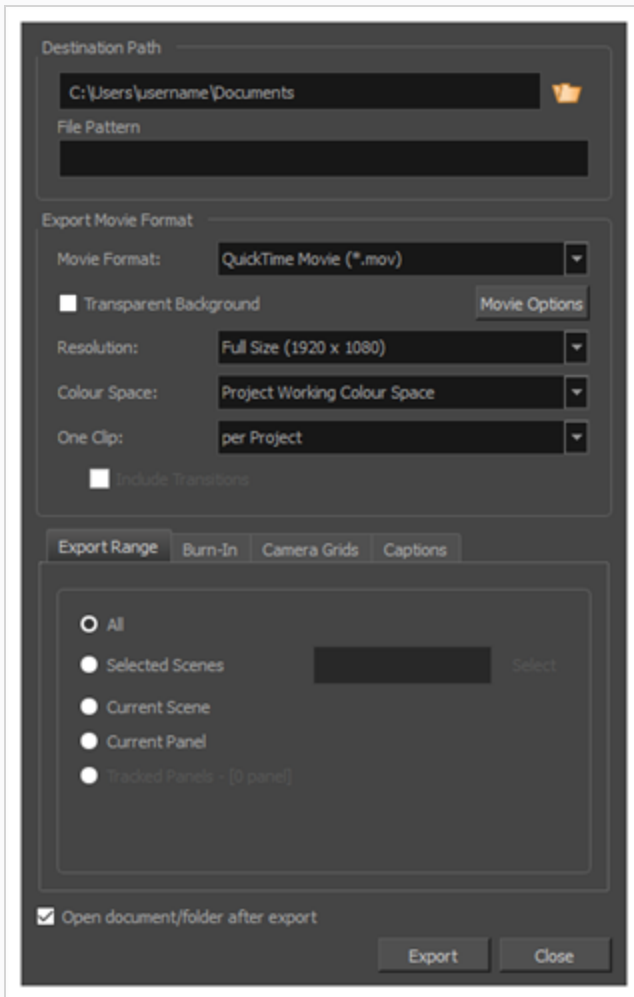 Destination Path
C:\Users\username\Documents
File Pattern
Export Movie Format
Movie Format: QuickTime Movie (*.mov)
Transparent Background Movie Options
Resolution: Full Size (1920 x 1080)
Colour Space: Project Working Colour Space
One Clip: per Project
Include Transitions
Export Range Burn-In Camera Grids Captions
All
Selected Scenes Select
Current Scene
Current Panel
Tracked Panels - [0 panel]
Open document/folder after export
Export Close